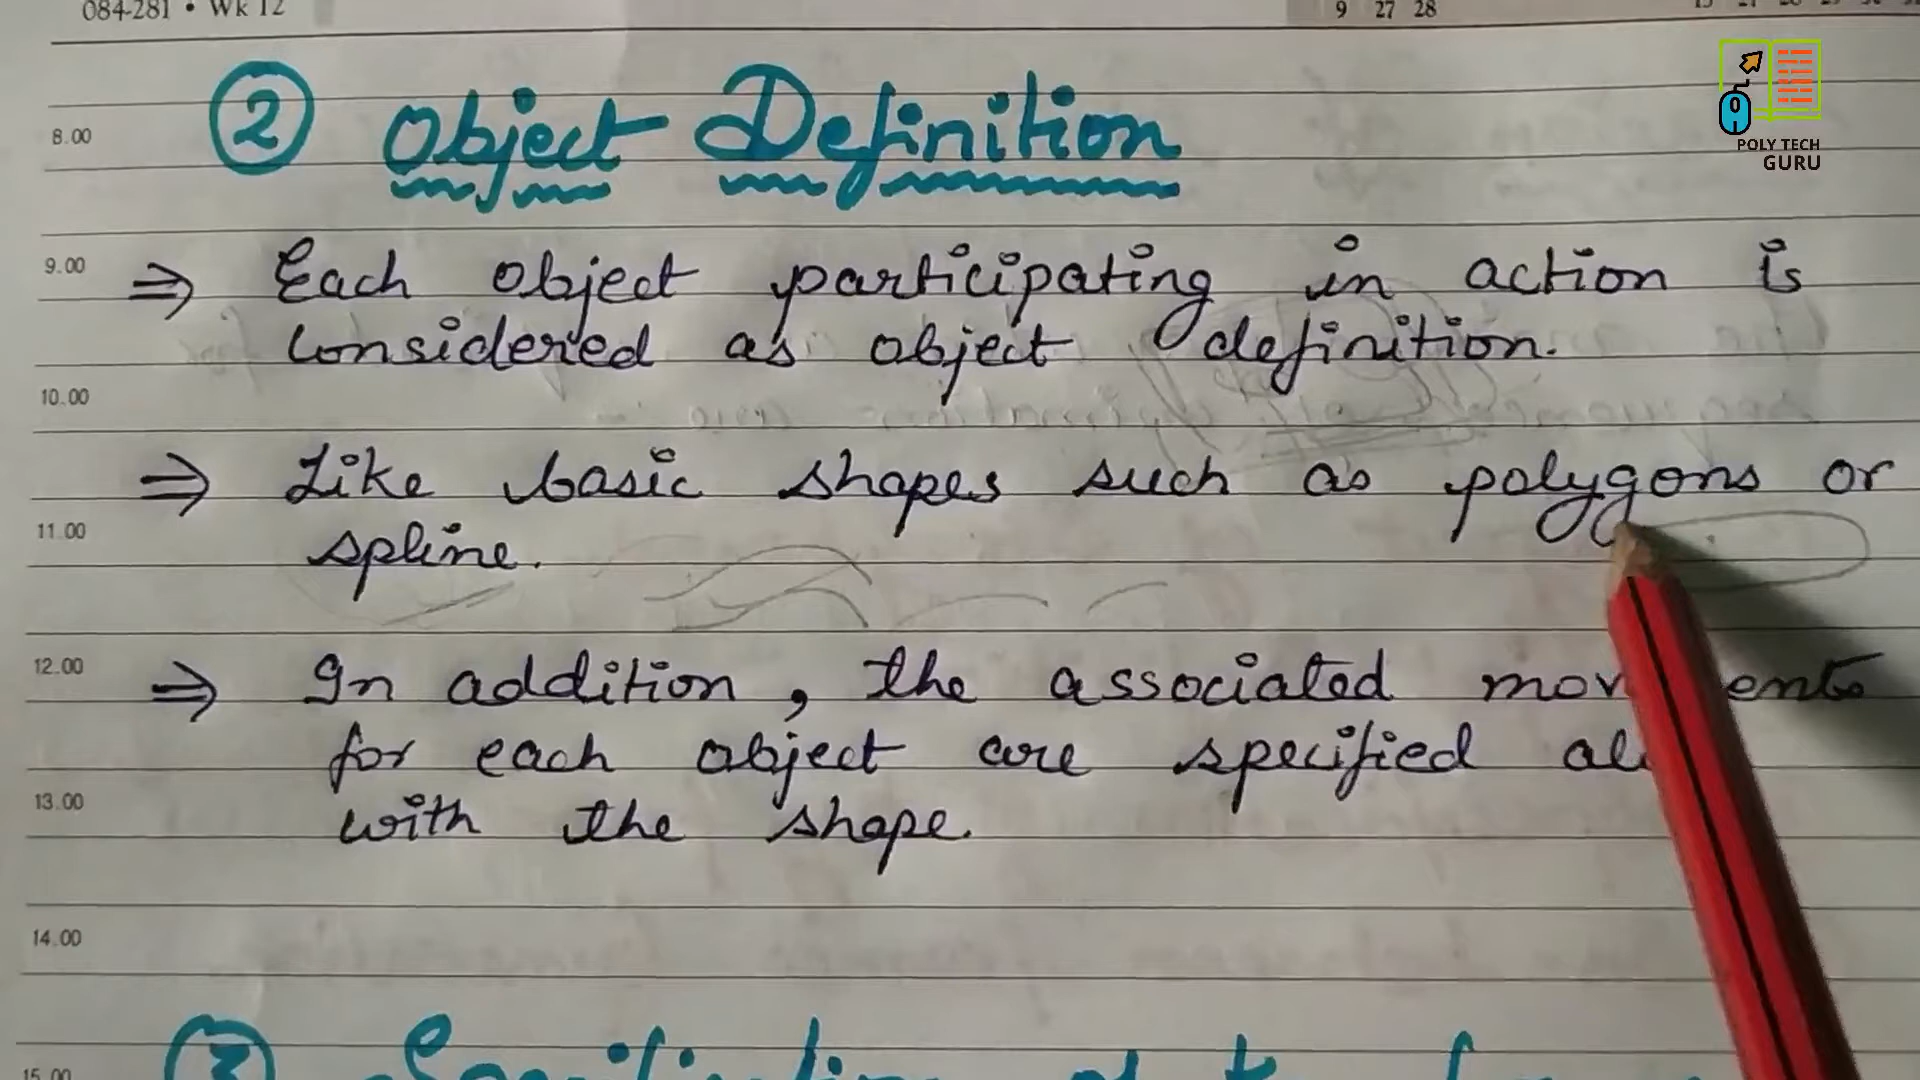 084-281 • Wk 12
9 27 28
POLY TECH
GURU
② Object Definition
8.00
9.00
⇒ Each object participating in action is
considered as object definition.
10.00
⇒ Like basic shapes such as polygons or
11.00
spline.
12.00
⇒ In addition, the associated
for each object are specified
13.00
with the shape.
14.00
15.00
③